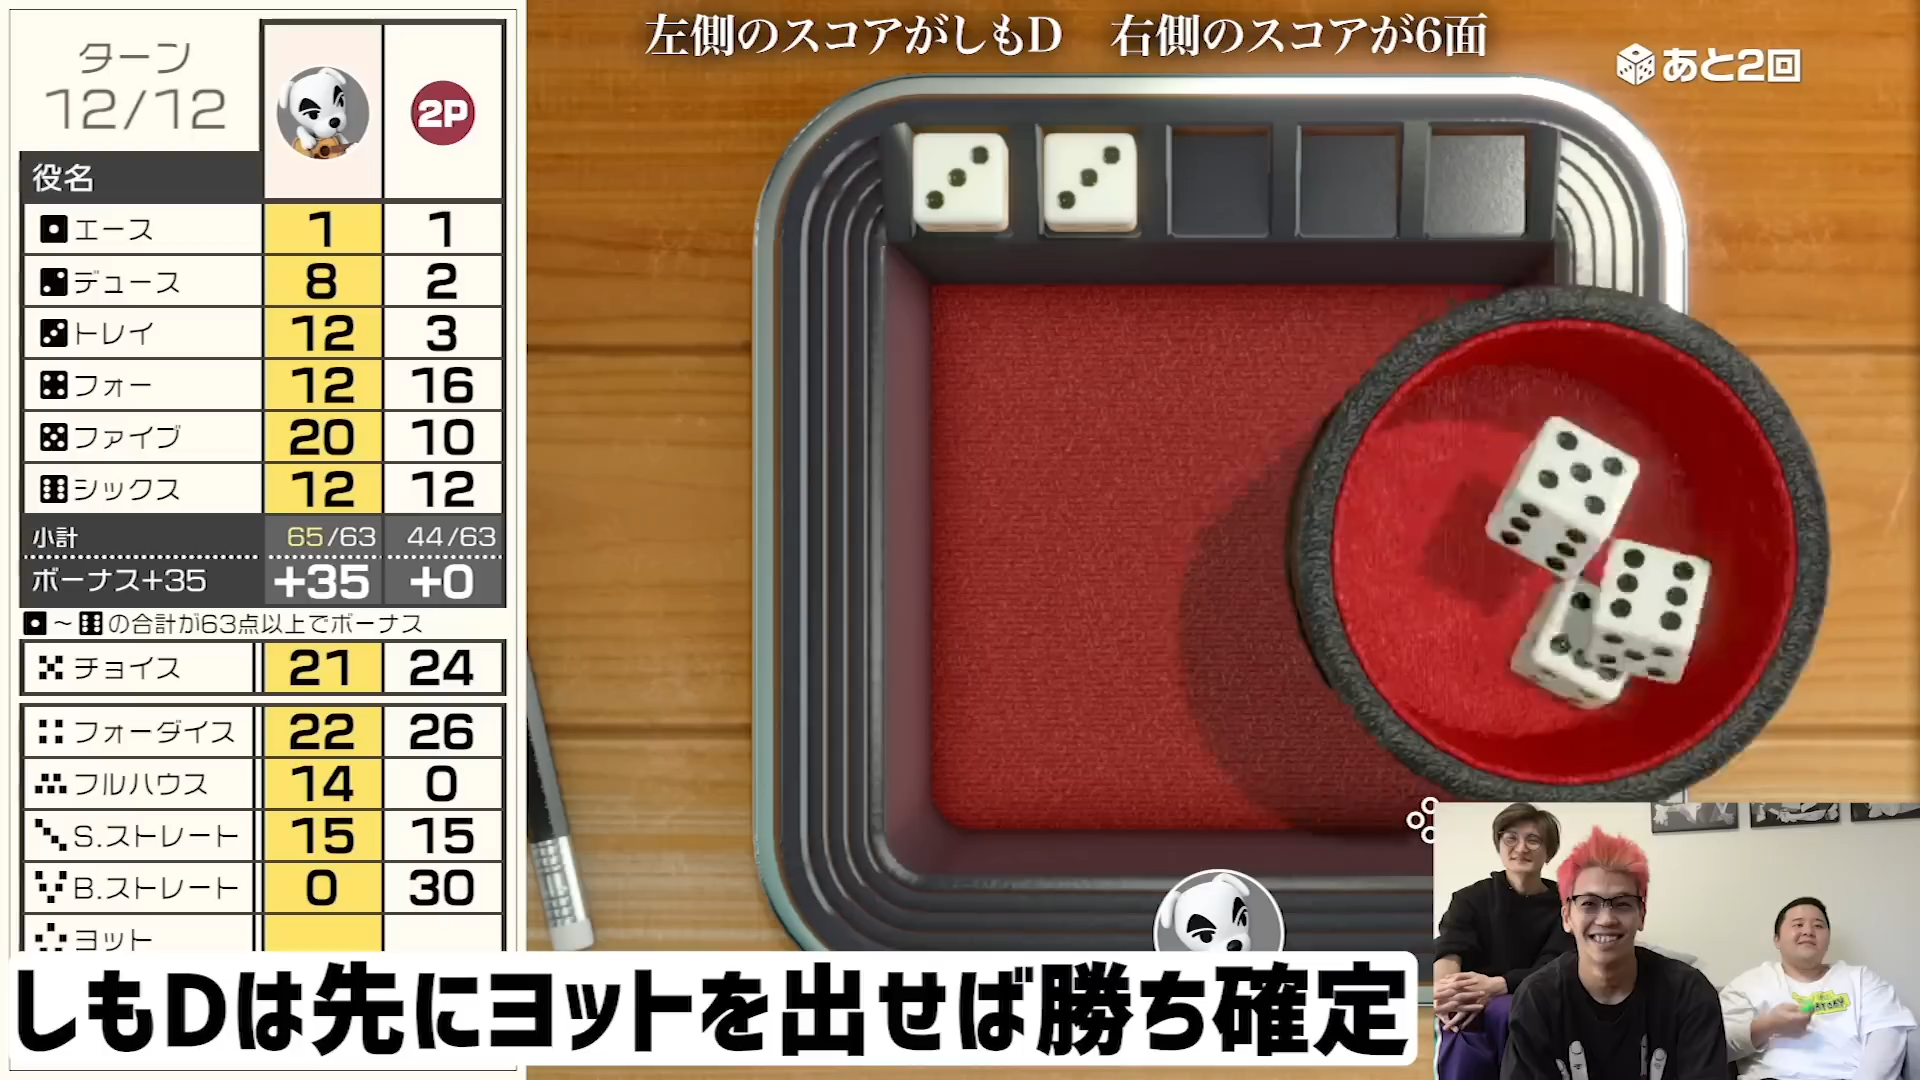 左側のスコアがしもD 右側のスコアが6面
あと2回
ターン
12/12
2P
役名
エース 1 1
デュース 8 2
トレイ 12 3
フォー 12 16
ファイブ 20 10
シックス 12 12
小計 65/63 44/63
ボーナス+35 +35 +0
～の合計が63点以上でボーナス
チョイス 21 24
フォーダイス 22 26
フルハウス 14 0
S.ストレート 15 15
B.ストレート 0 30
ヨット
しもDは先にヨットを出せば勝ち確定